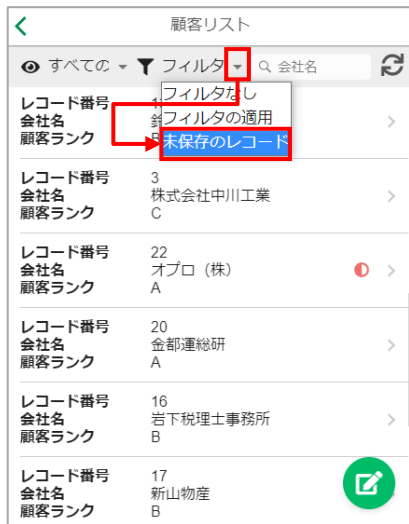 顧客リスト
すべての フィルタ 会社名
フィルタなし
フィルタの適用
未保存のレコード
レコード番号
会社名
顧客ランク
レコード番号 3
会社名 株式会社中川工業
顧客ランク C
レコード番号 22
会社名 オプロ（株）
顧客ランク A
レコード番号 20
会社名 金都運総研
顧客ランク A
レコード番号 16
会社名 岩下税理士事務所
顧客ランク B
レコード番号 17
会社名 新山物産
顧客ランク B